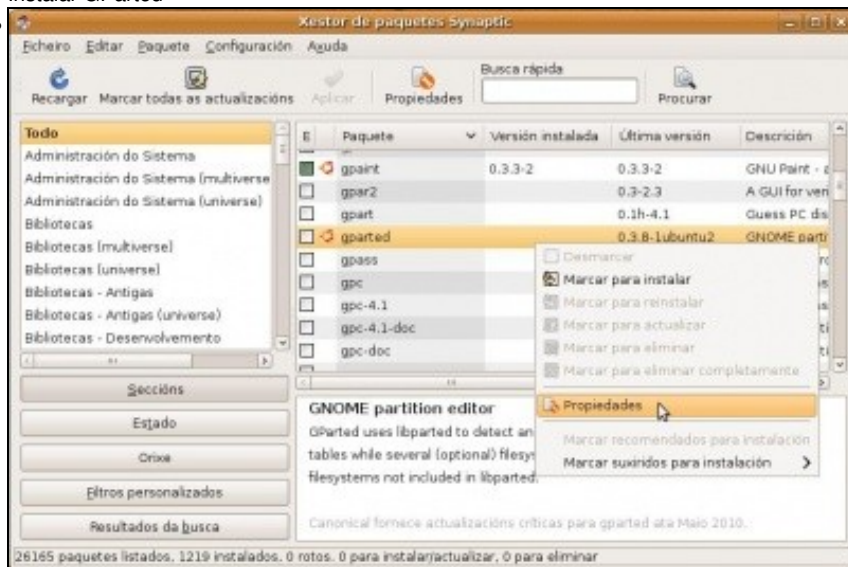 Instalar GParted
Xestor de paquetes Synaptic
Ficheiro Editar Paquete Configuración Aguda
Busca rápida
Recargar Marcar todas as actualizacións Aplicar Propiedades Procurar
Todo
Administración do Sistema
Administración do Sistema (multiverse
Administración do Sistema (universe)
Bibliotecas
Bibliotecas (multiverse)
Bibliotecas (universe)
Bibliotecas - Antigas
Bibliotecas - Antigas (universe)
Bibliotecas - Desenvolvemento
Seccións
Estado
Orixe
Filtros personalizados
Resultados da busca
E Paquete Versión instalada Última versión Descrición
gpaint 0.3.3-2 0.3.3-2 GNU Paint - a
gpar2 0.3-2.3 A GUI for ven
gpart 0.1h-4.1 Guess PC dis
gparted 0.3.8-1ubuntu2 GNOME parti
gpass
gpc
gpc-4.1
gpc-4.1-doc
gpc-doc
Desmarcar
Marcar para instalar
Marcar para reinstalar
Marcar para actualizar
Marcar para eliminar
Marcar para eliminar completamente
Propiedades
Marcar recomendados para instalación
Marcar suxiridos para instalación
GNOME partition editor
GParted uses libparted to detect an
tables while several (optional) filesy
filesystems not included in libparted.
Canonical fornece actualizacións críticas para gparted ata Maio 2010.
26165 paquetes listados, 1219 instalados, 0 rotos. 0 para instalar/actualizar, 0 para eliminar